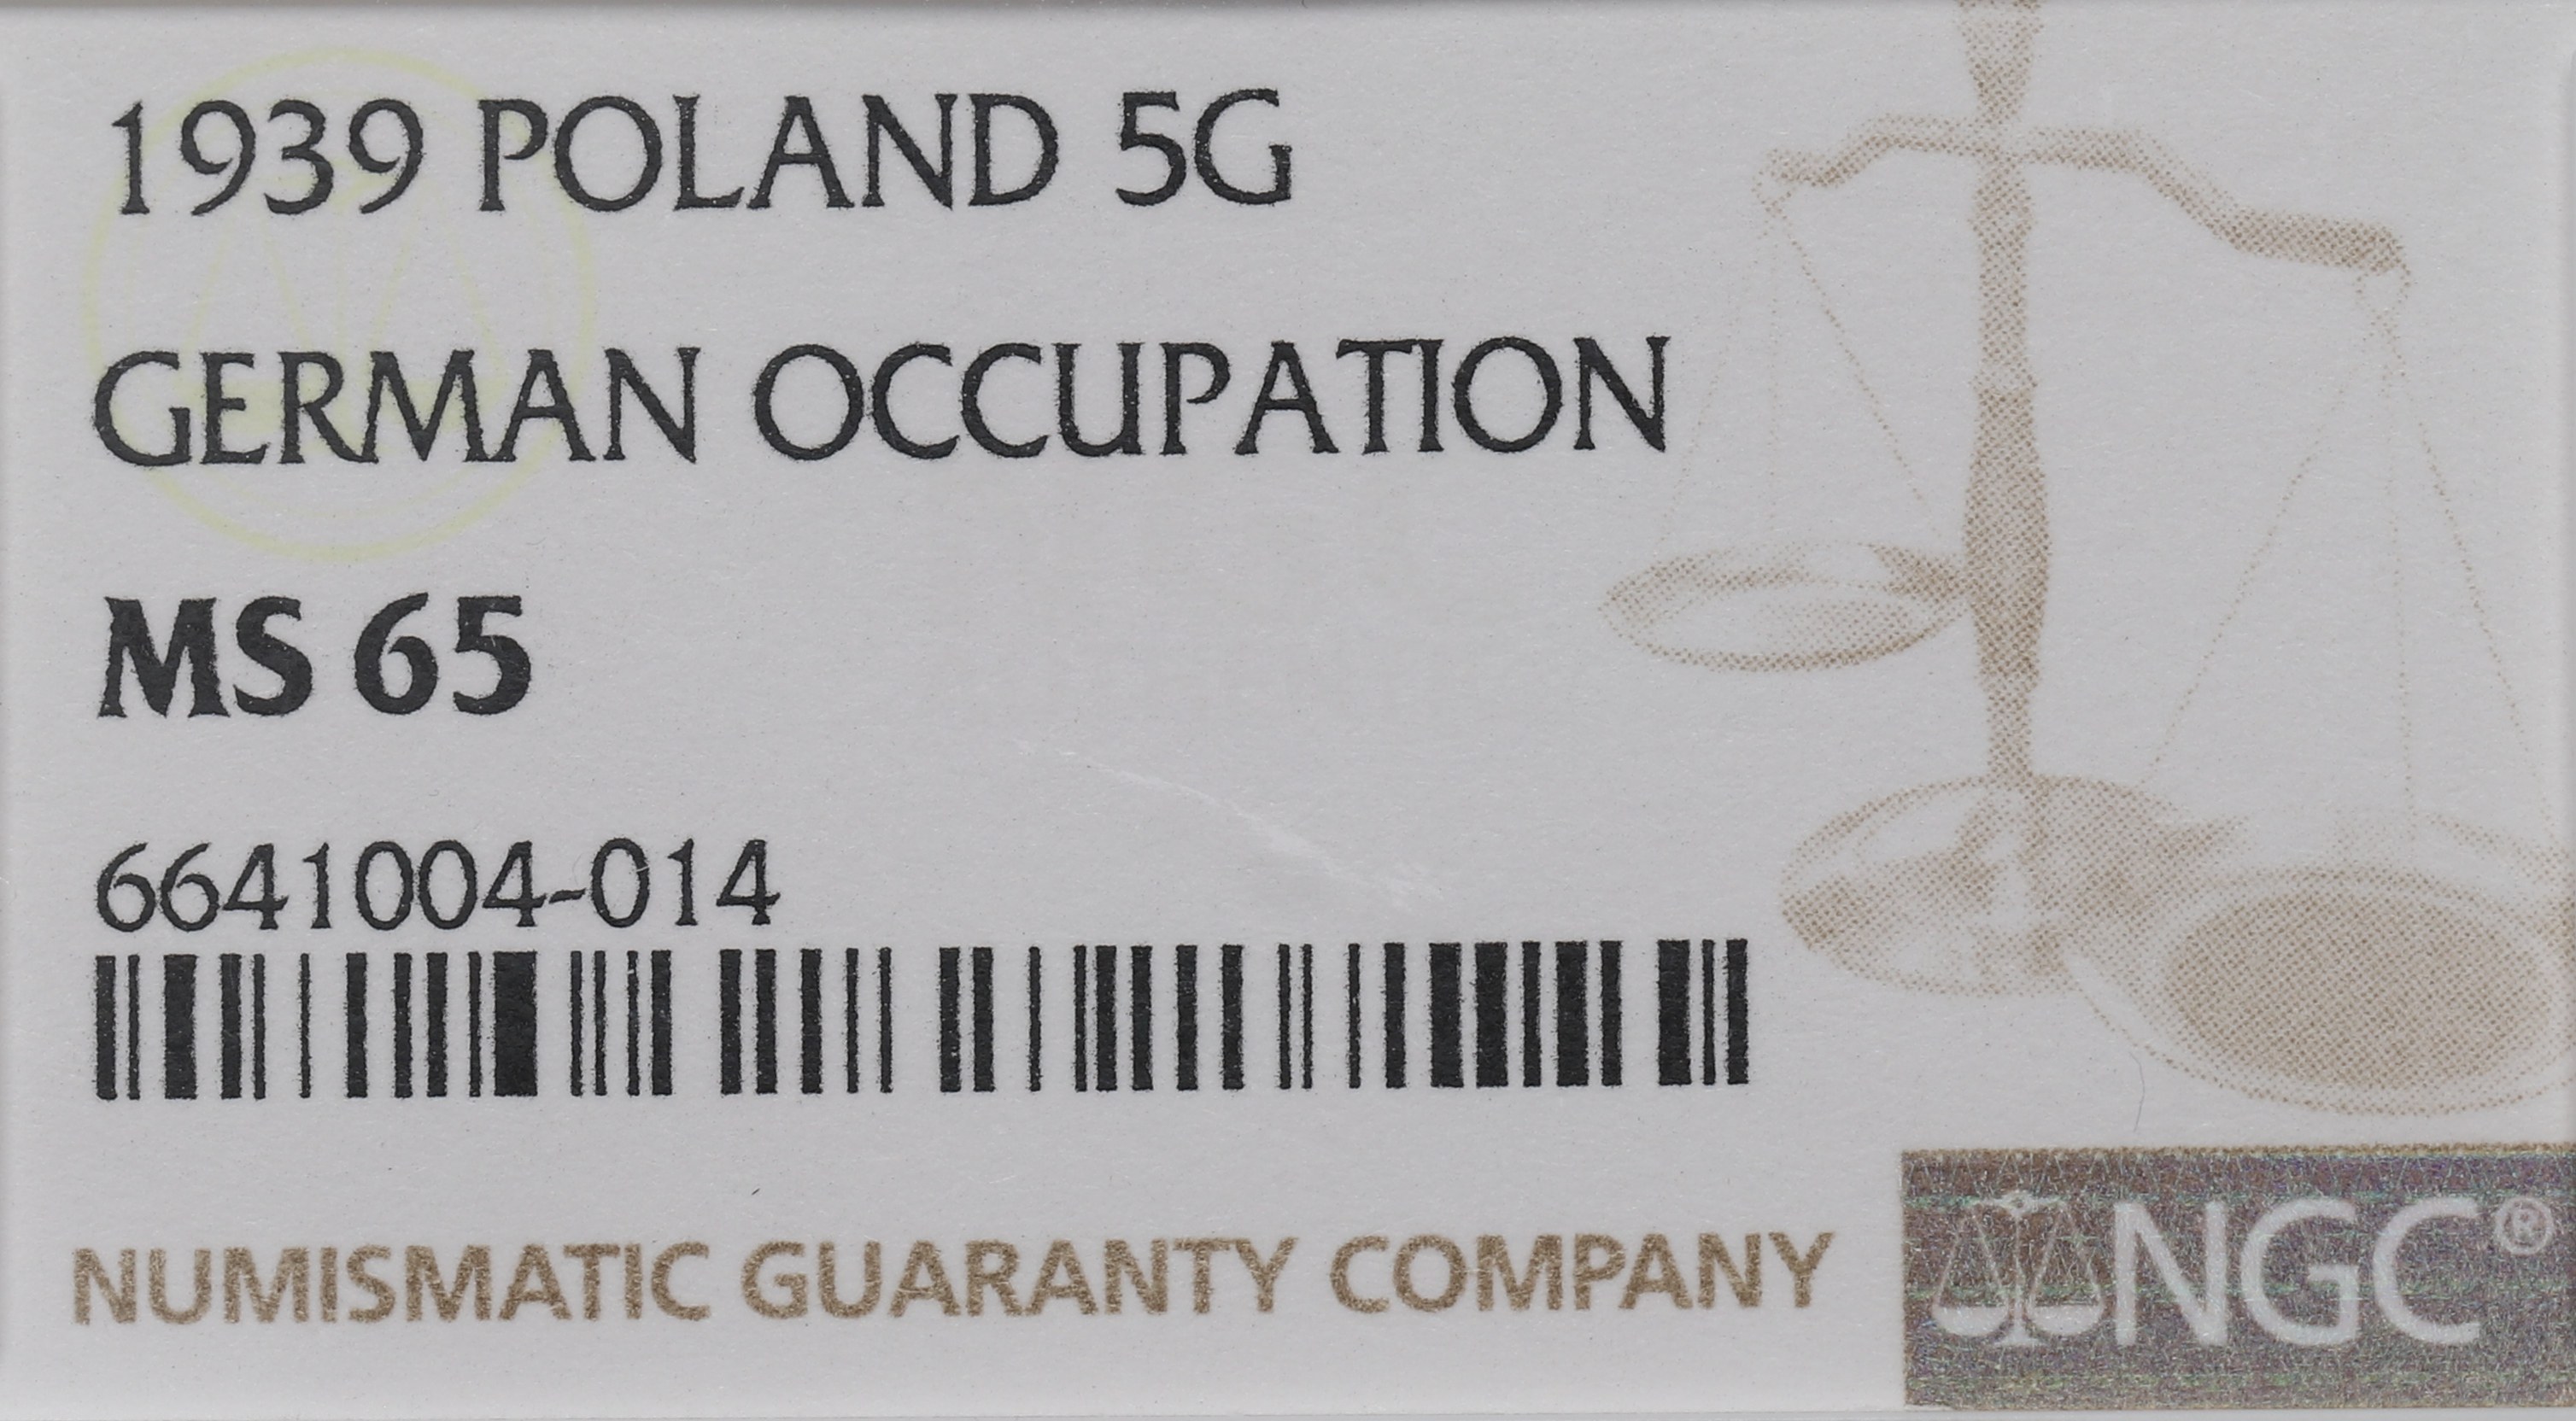 1939 POLAND 5G
GERMAN OCCUPATION
MS 65
6641004-014
NUMISMATIC GUARANTY COMPANY
NGC®